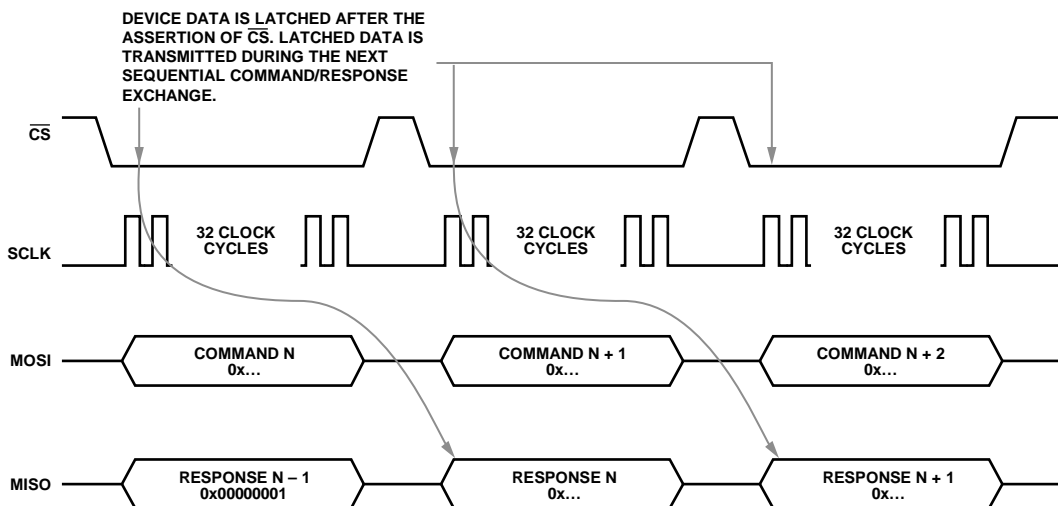 DEVICE DATA IS LATCHED AFTER THE
ASSERTION OF C̅S̅. LATCHED DATA IS
TRANSMITTED DURING THE NEXT
SEQUENTIAL COMMAND/RESPONSE
EXCHANGE.
C̅S̅
SCLK
32 CLOCK
CYCLES
32 CLOCK
CYCLES
32 CLOCK
CYCLES
MOSI
COMMAND N
0x...
COMMAND N + 1
0x...
COMMAND N + 2
0x...
MISO
RESPONSE N – 1
0x00000001
RESPONSE N
0x...
RESPONSE N + 1
0x...